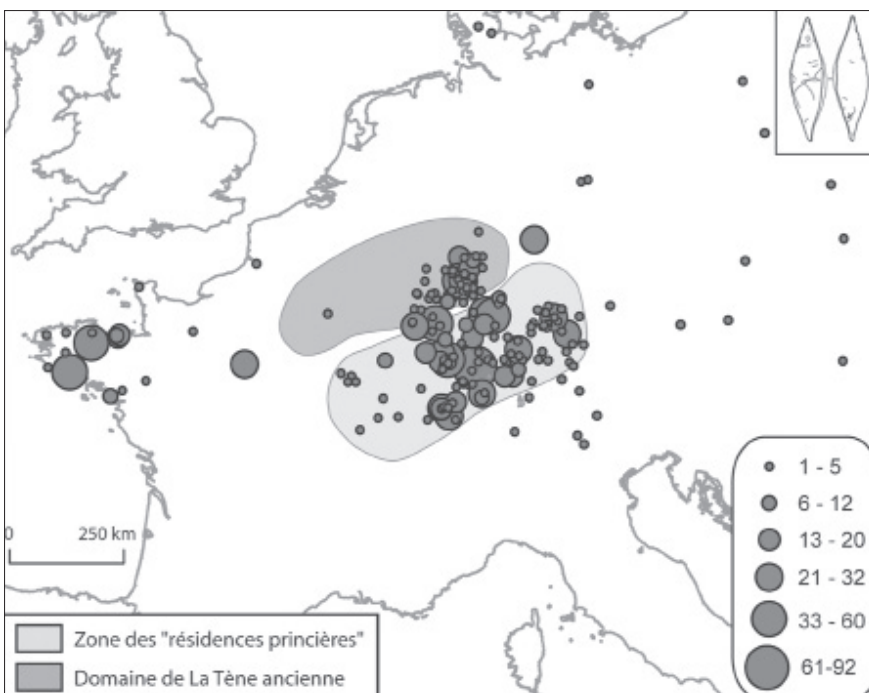 0 250 km
Zone des "résidences princières"
Domaine de La Tène ancienne
1 - 5
6 - 12
13 - 20
21 - 32
33 - 60
61-92